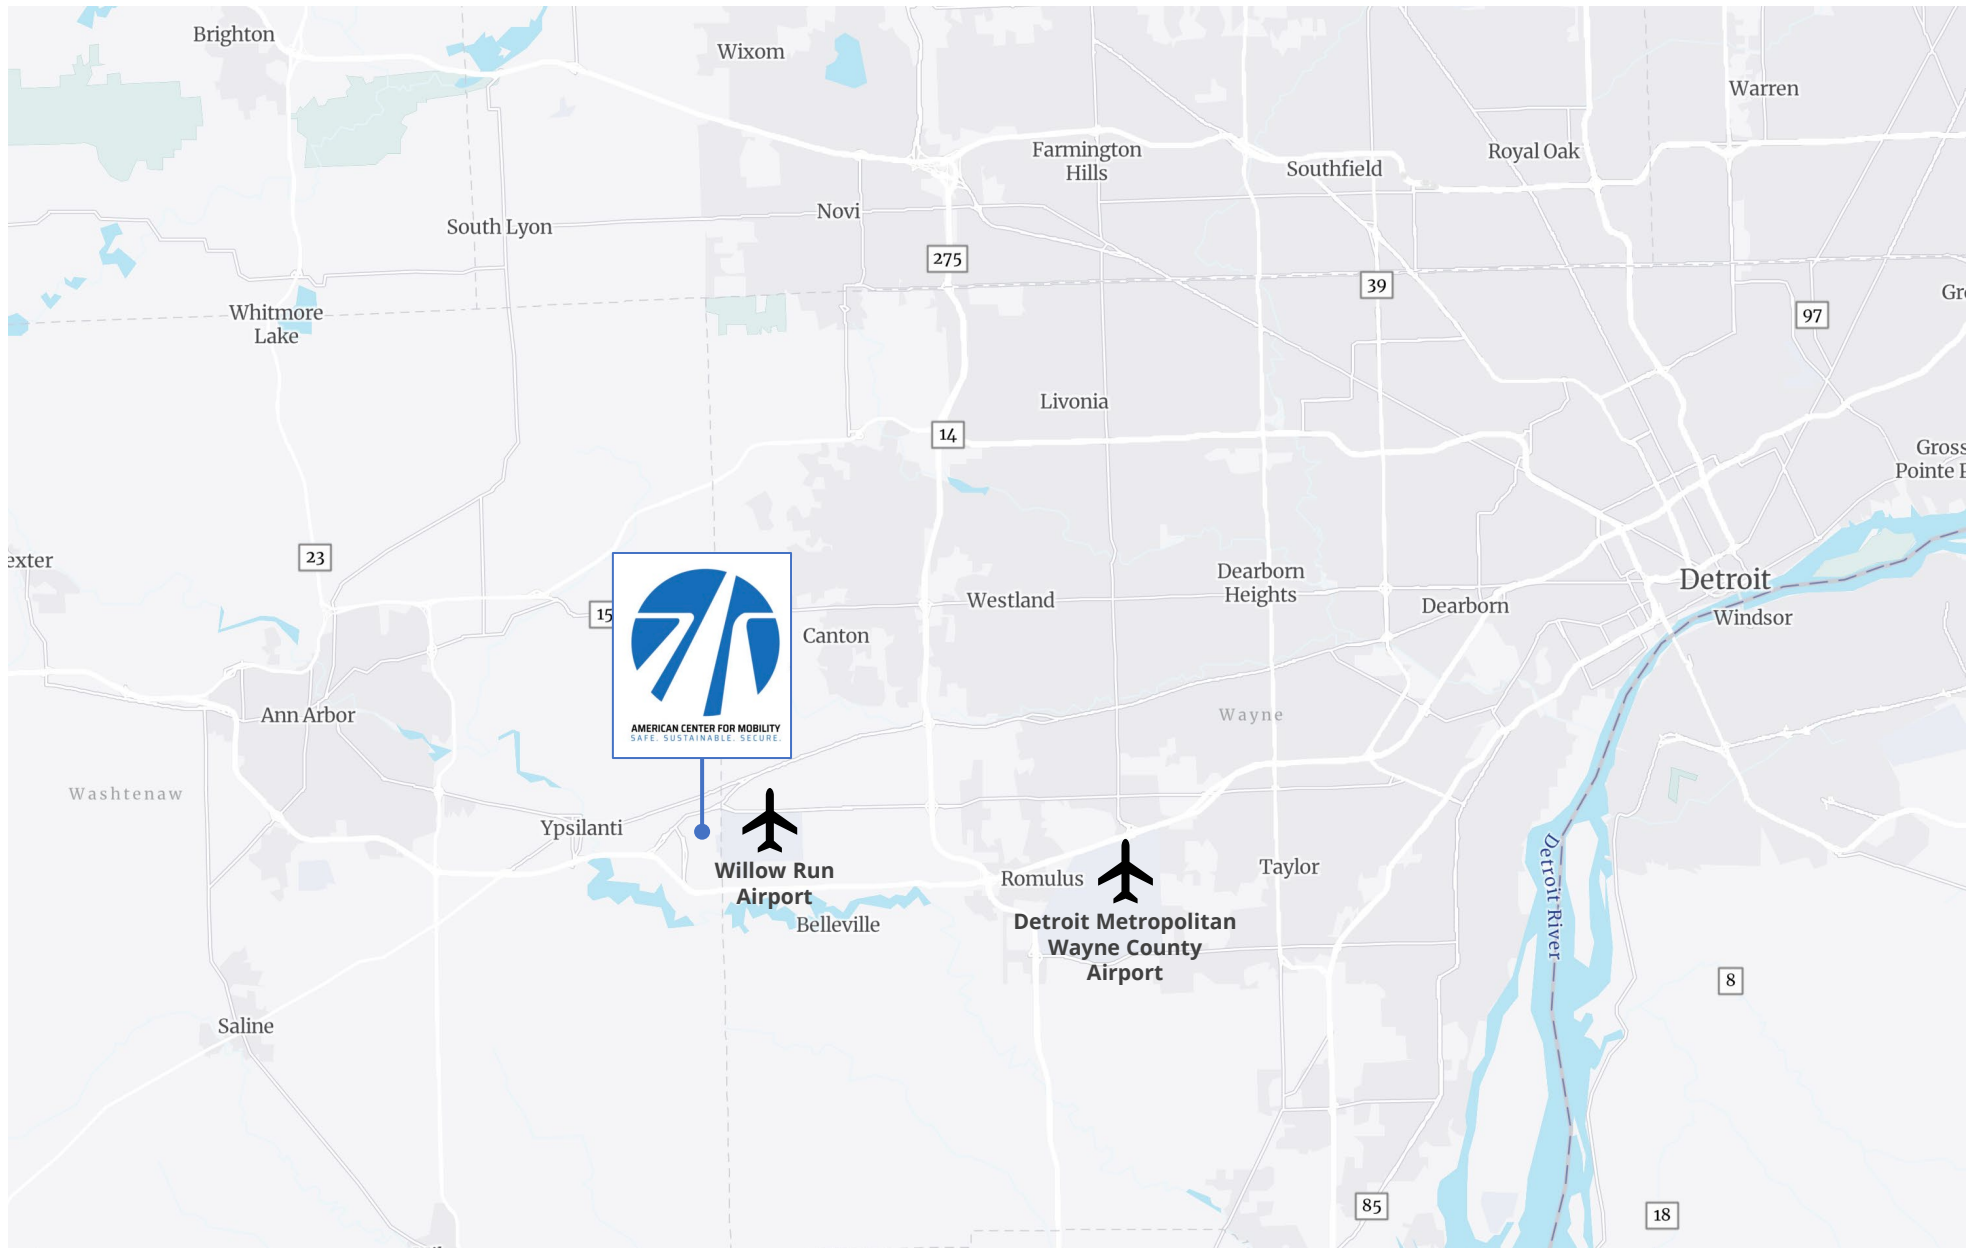 Brighton
Wixom
Warren
Farmington
Hills
Southfield
Royal Oak
South Lyon
Novi
275
39
97
Whitmore
Lake
Livonia
14
Gross
Pointe
23
15
AMERICAN CENTER FOR MOBILITY
SAFE. SUSTAINABLE. SECURE.
Canton
Westland
Dearborn
Heights
Dearborn
Detroit
Windsor
Ann Arbor
Wayne
Washtenaw
Ypsilanti
Willow Run
Airport
Belleville
Romulus
Detroit Metropolitan
Wayne County
Airport
Taylor
Detroit River
Saline
8
85
18